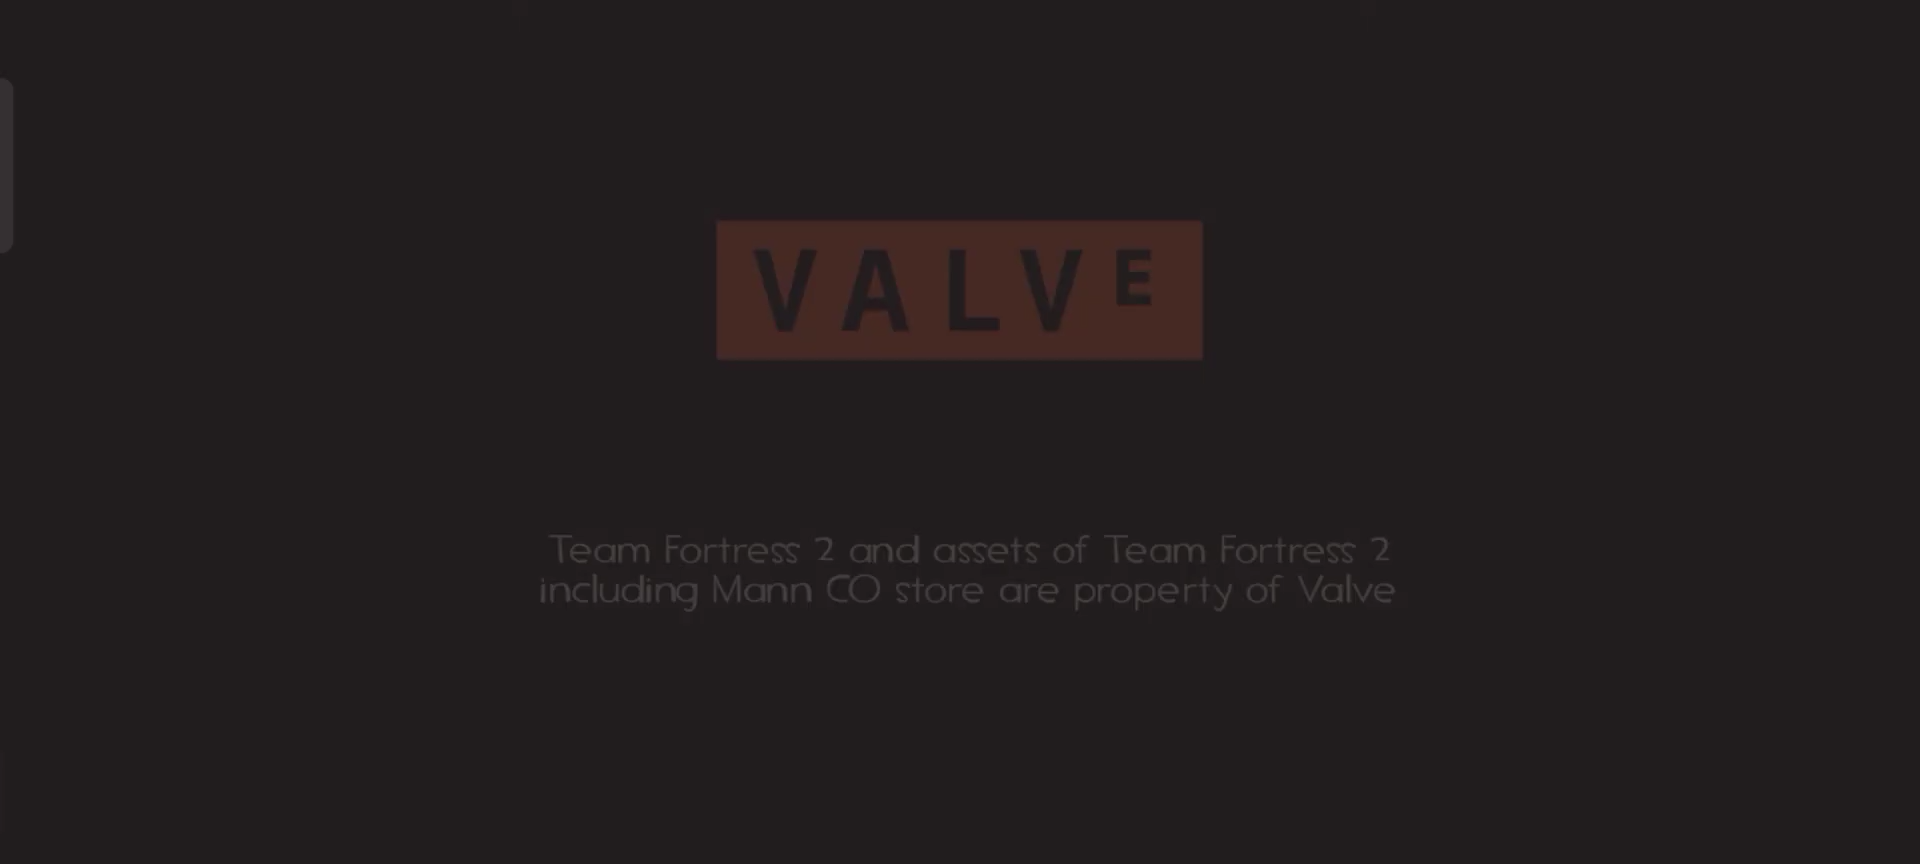 VALVE
Team Fortress 2 and assets of Team Fortress 2
including Mann CO store are property of Valve